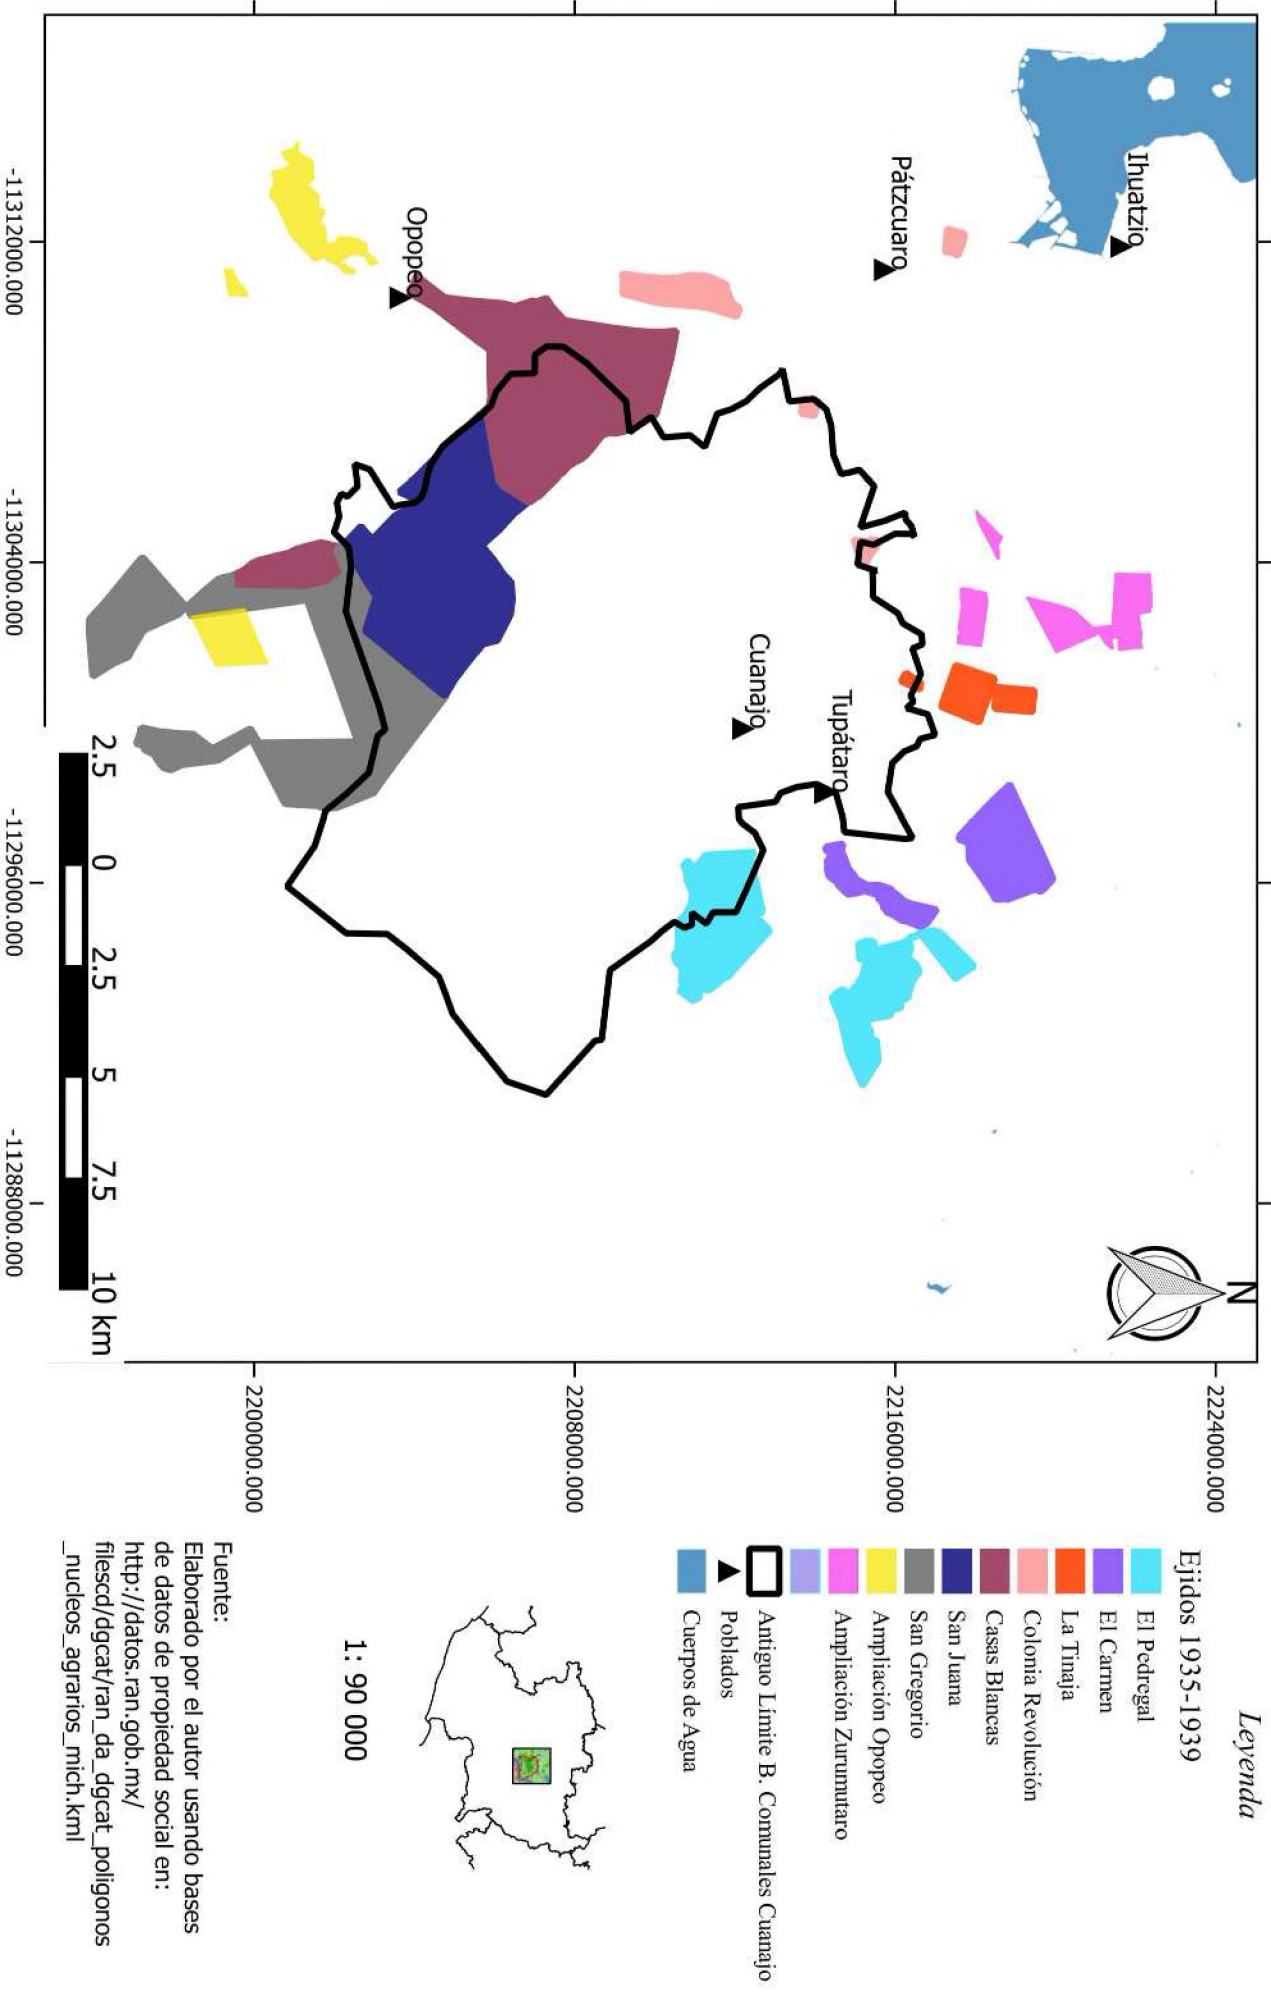 Ihuatzio
Pátzcuaro
Opopeo
Cuanajo
Tupátaro
N
-11312000.000
-11304000.000
-11296000.000
-11288000.000
2224000.000
2216000.000
2208000.000
2200000.000
2.5 0 2.5 5 7.5 10 km
Leyenda
Ejidos 1935-1939
El Pedregal
El Carmen
La Tinaja
Colonia Revolución
Casas Blancas
San Juana
San Gregorio
Ampliación Opopeo
Ampliación Zurumutaro
Antiguo Límite B. Comunales Cuanajo
Poblados
Cuerpos de Agua
1: 90 000
Fuente:
Elaborado por el autor usando bases
de datos de propiedad social en:
http://datos.ran.gob.mx/
filescd/dgcat/ran_da_dgcat_poligonos
_nucleos_agrarios_mich.kml